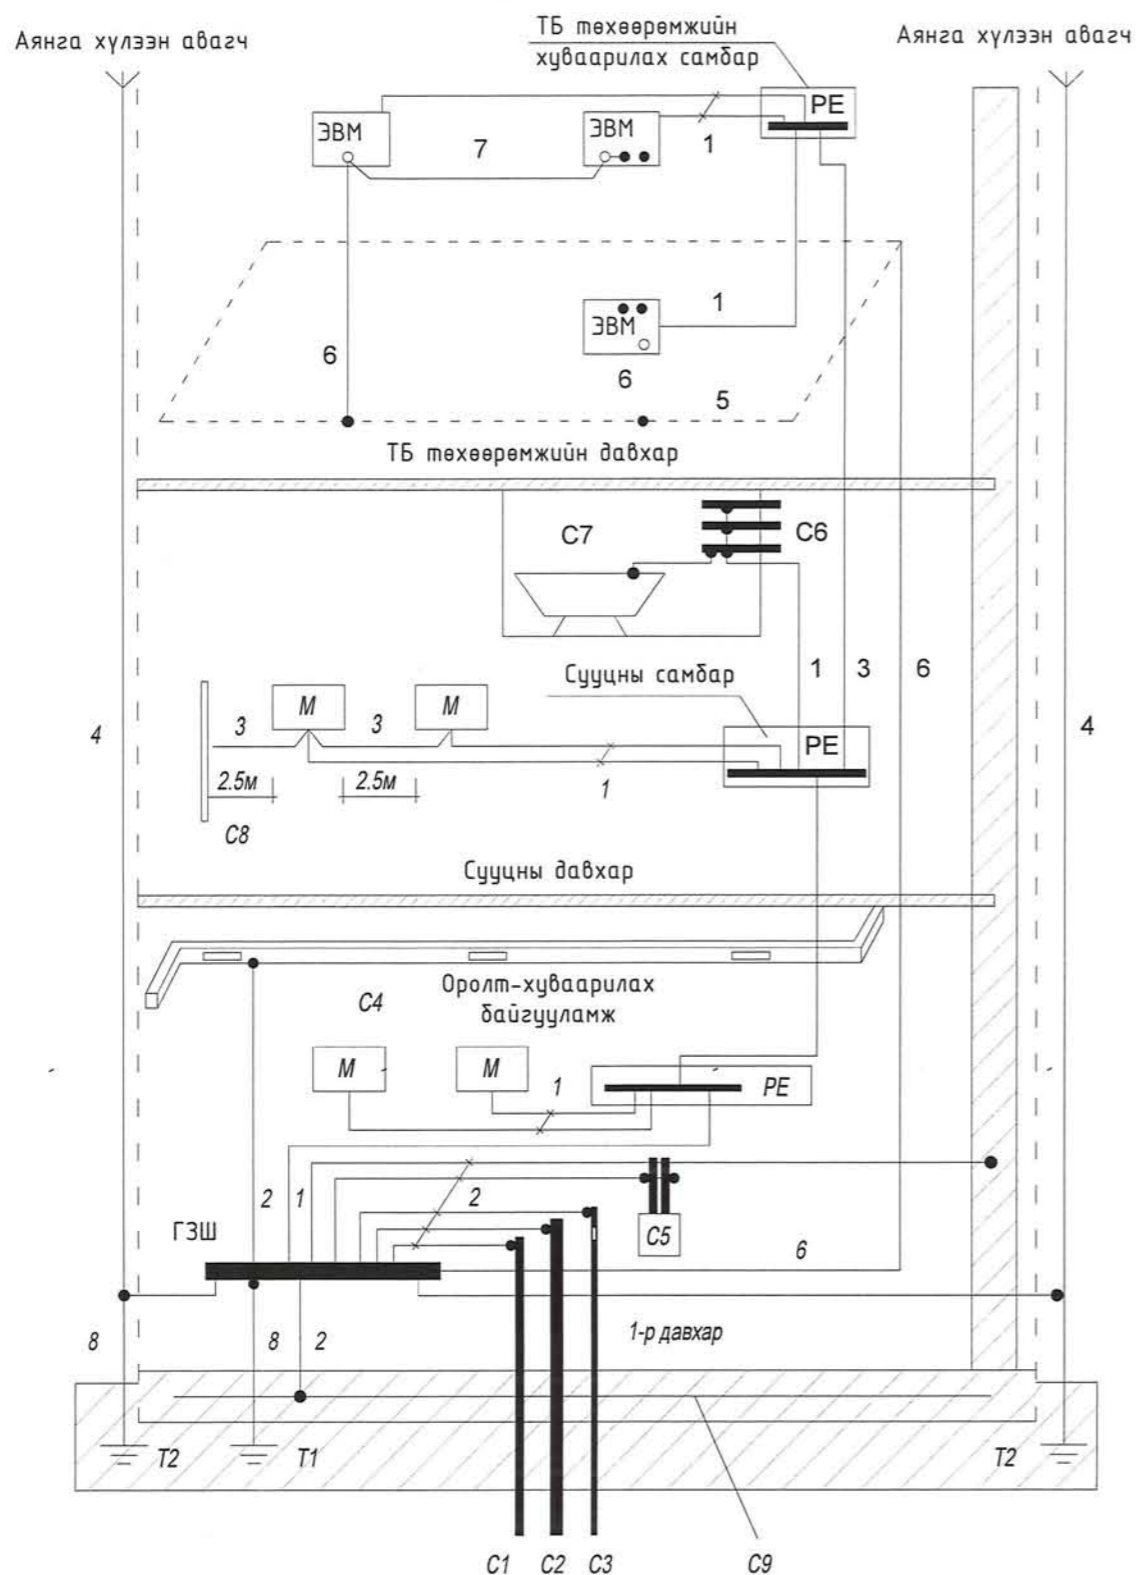 Аянга хүлээн авагч
ТБ төхөөрөмжийн
хуваарилах самбар
Аянга хүлээн авагч
PE
ЭВМ
ЭВМ
7
1
ЭВМ
1
6
6
5
ТБ төхөөрөмжийн давхар
C7
C6
Сууцны самбар
1
3
6
М
М
PE
4
3
3
4
2.5м
2.5м
1
C8
Сууцны давхар
C4
Оролт-хуваарилах
байгууламж
М
М
1
PE
2
1
2
ГЗШ
C5
6
8
8
2
1-р давхар
T2
T1
T2
C1
C2
C3
C9